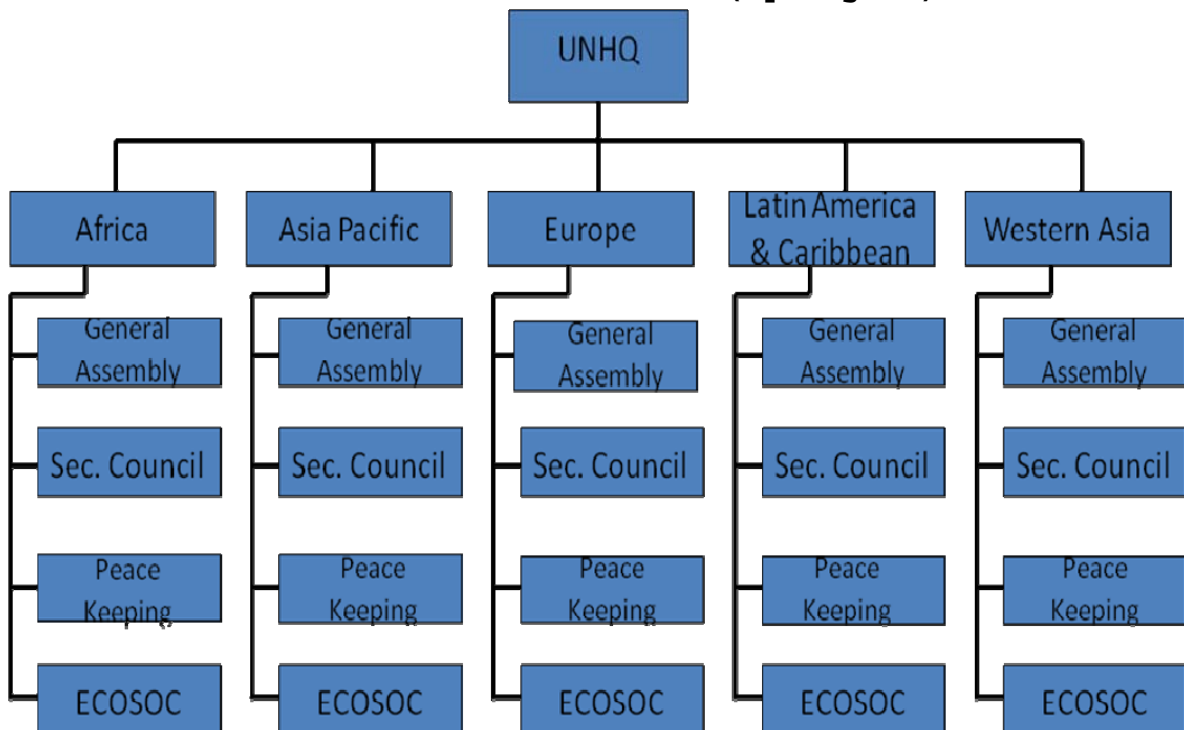 UNHQ
Africa
Asia Pacific
Europe
Latin America
& Caribbean
Western Asia
General
Assembly
General
Assembly
General
Assembly
General
Assembly
General
Assembly
Sec. Council
Sec. Council
Sec. Council
Sec. Council
Sec. Council
Peace
Keeping
Peace
Keeping
Peace
Keeping
Peace
Keeping
Peace
Keeping
ECOSOC
ECOSOC
ECOSOC
ECOSOC
ECOSOC